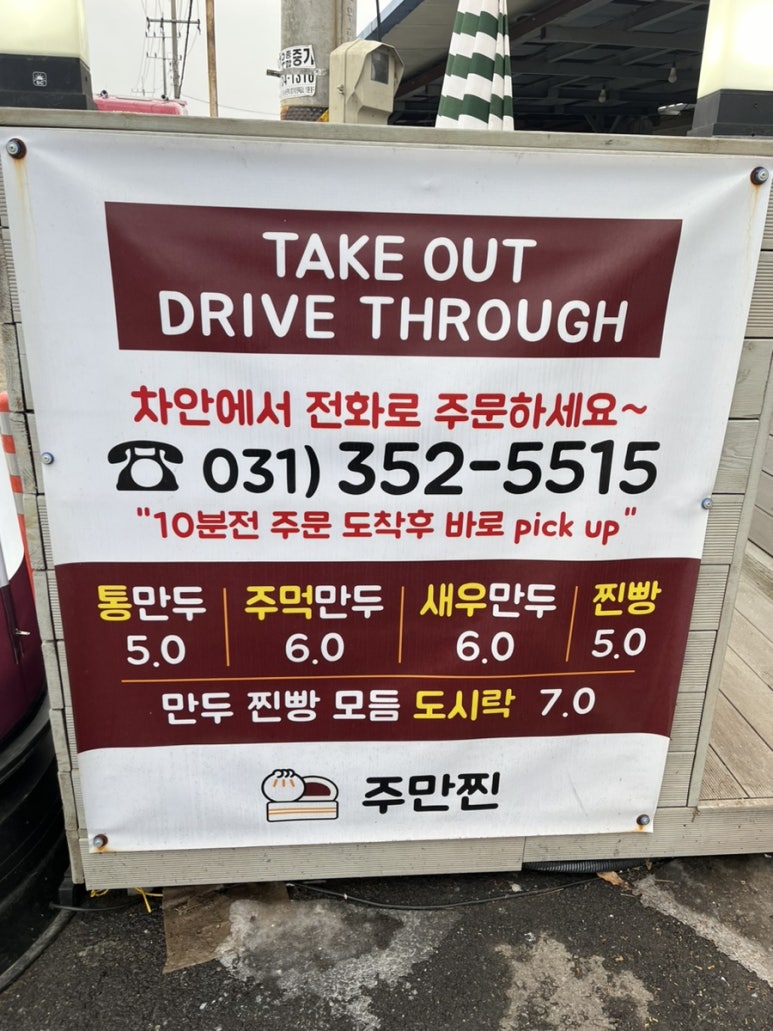 TAKE OUT
DRIVE THROUGH
차안에서 전화로 주문하세요~
031) 352-5515
"10분전 주문 도착후 바로 pick up"
통만두 주먹만두 새우만두 찐빵
5.0 6.0 6.0 5.0
만두 찐빵 모듬 도시락 7.0
주만찐